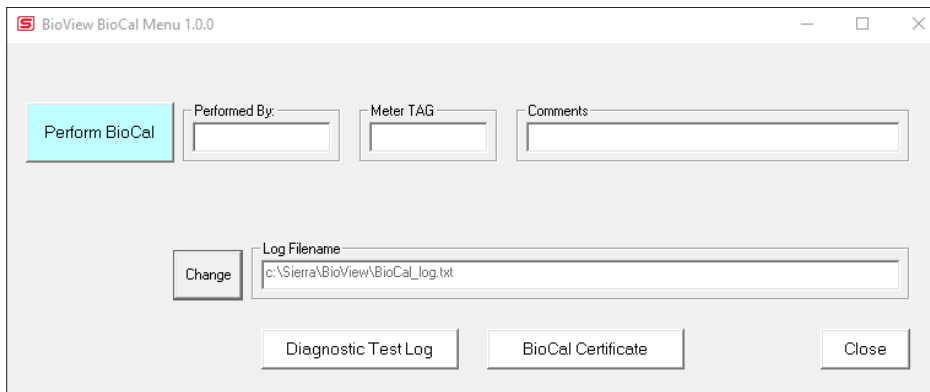 BioView BioCal Menu 1.0.0
Perform BioCal
Performed By:
Meter TAG
Comments
Change
Log Filename
c:\Sierra\BioView\BioCal_log.txt
Diagnostic Test Log
BioCal Certificate
Close